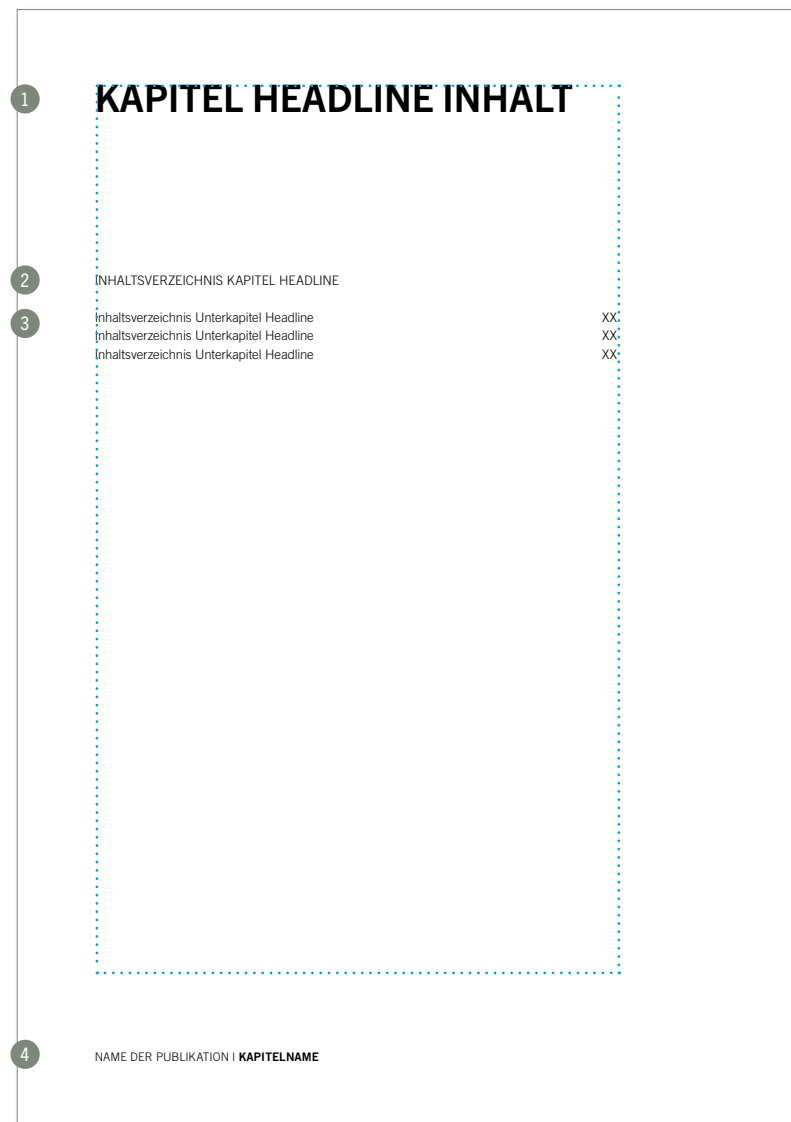 1
KAPITEL HEADLINE INHALT
2
INHALTSVERZEICHNIS KAPITEL HEADLINE
3
Inhaltsverzeichnis Unterkapitel Headline XX
Inhaltsverzeichnis Unterkapitel Headline XX
Inhaltsverzeichnis Unterkapitel Headline XX
4
NAME DER PUBLIKATION I KAPITELNAME